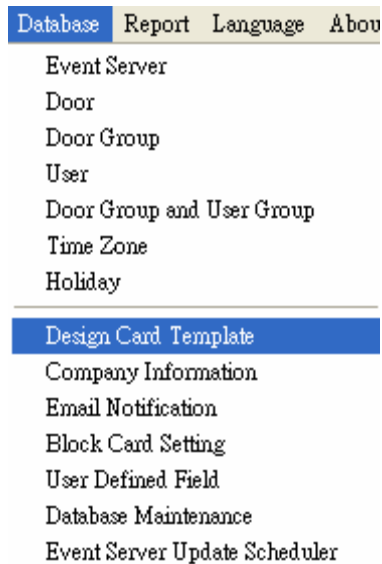 Database Report Language Abou
Event Server
Door
Door Group
User
Door Group and User Group
Time Zone
Holiday
Design Card Template
Company Information
Email Notification
Block Card Setting
User Defined Field
Database Maintenance
Event Server Update Scheduler